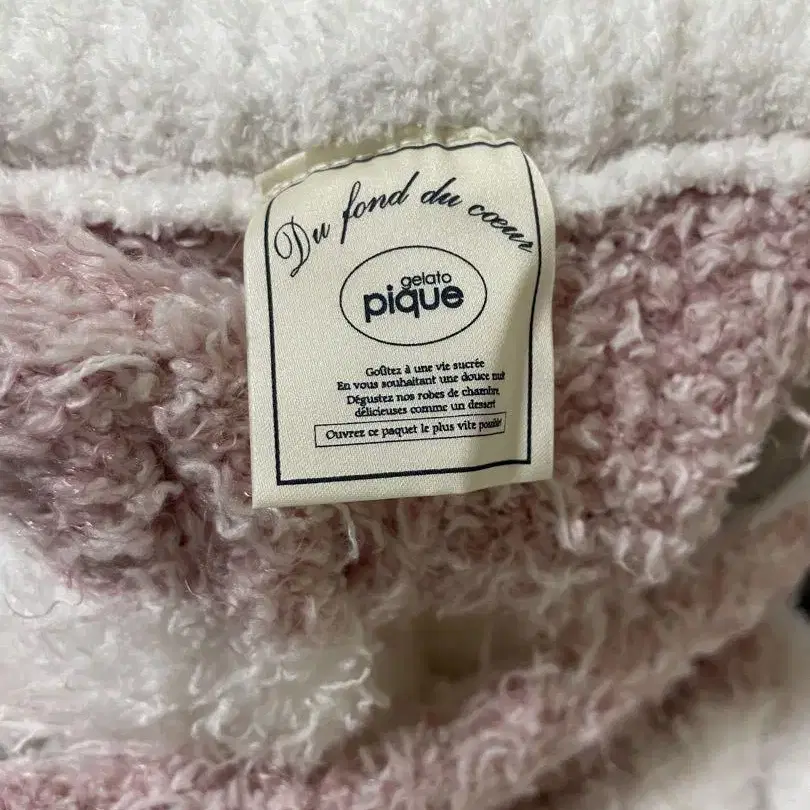 Du fond du cœur
gelato
pique
Goûtez à une vie sucrée
En vous souhaitant une douce nuit
Dégustez nos robes de chambre
délicieuses comme un dessert
Ouvrez ce paquet le plus vite possible!